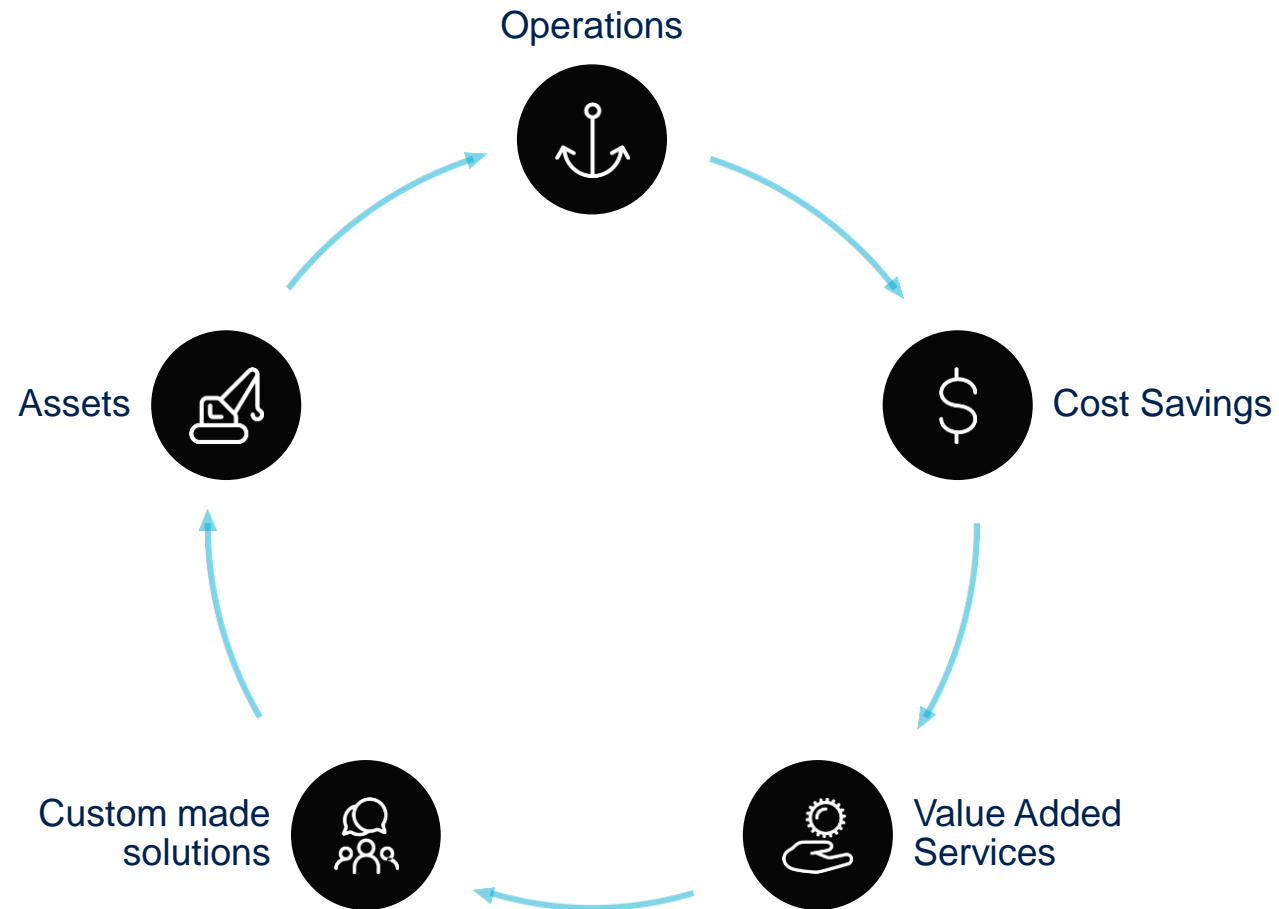 Operations
Assets
Cost Savings
Custom made
solutions
Value Added
Services